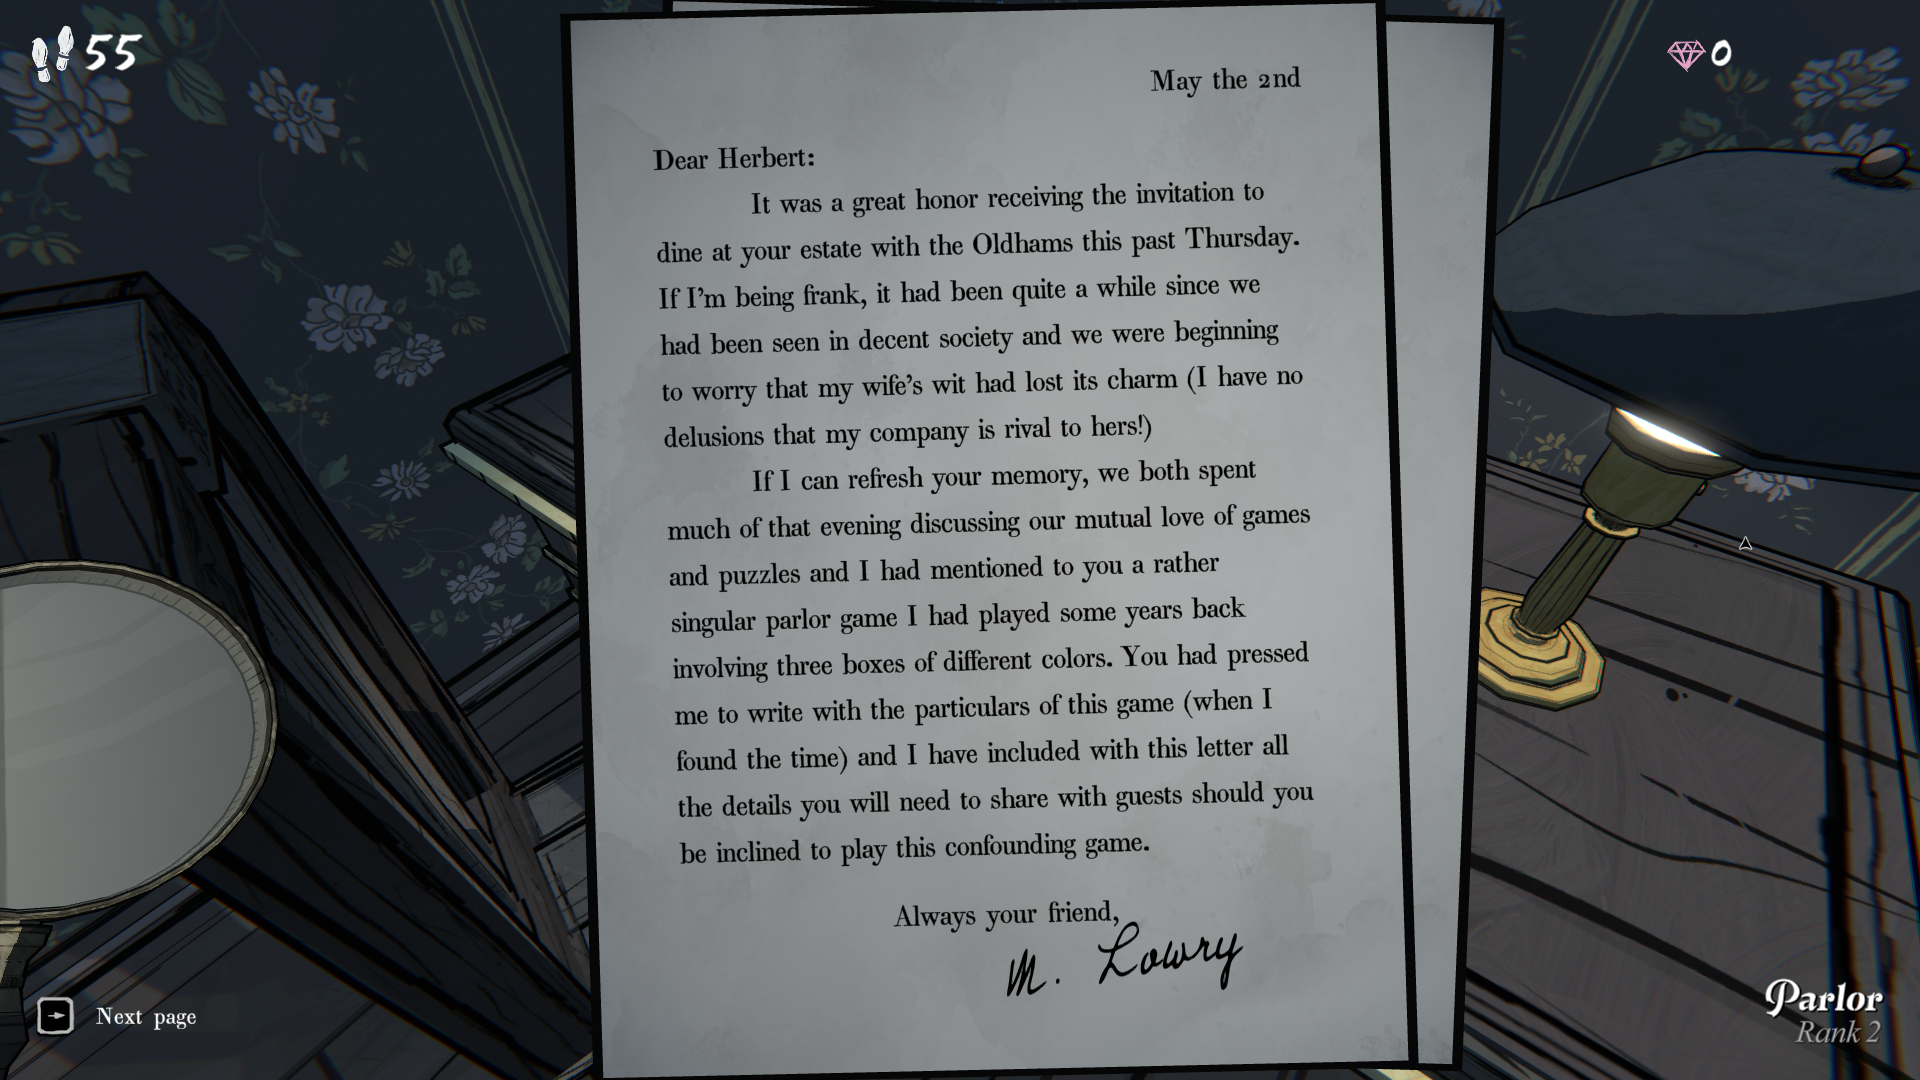 55
0
May the 2nd
Dear Herbert:
It was a great honor receiving the invitation to
dine at your estate with the Oldhams this past Thursday.
If I'm being frank, it had been quite a while since we
had been seen in decent society and we were beginning
to worry that my wife's wit had lost its charm (I have no
delusions that my company is rival to hers!)
If I can refresh your memory, we both spent
much of that evening discussing our mutual love of games
and puzzles and I had mentioned to you a rather
singular parlor game I had played some years back
involving three boxes of different colors. You had pressed
me to write with the particulars of this game (when I
found the time) and I have included with this letter all
the details you will need to share with guests should you
be inclined to play this confounding game.
Always your friend,
M. Lowry
Next page
Parlor
Rank 2